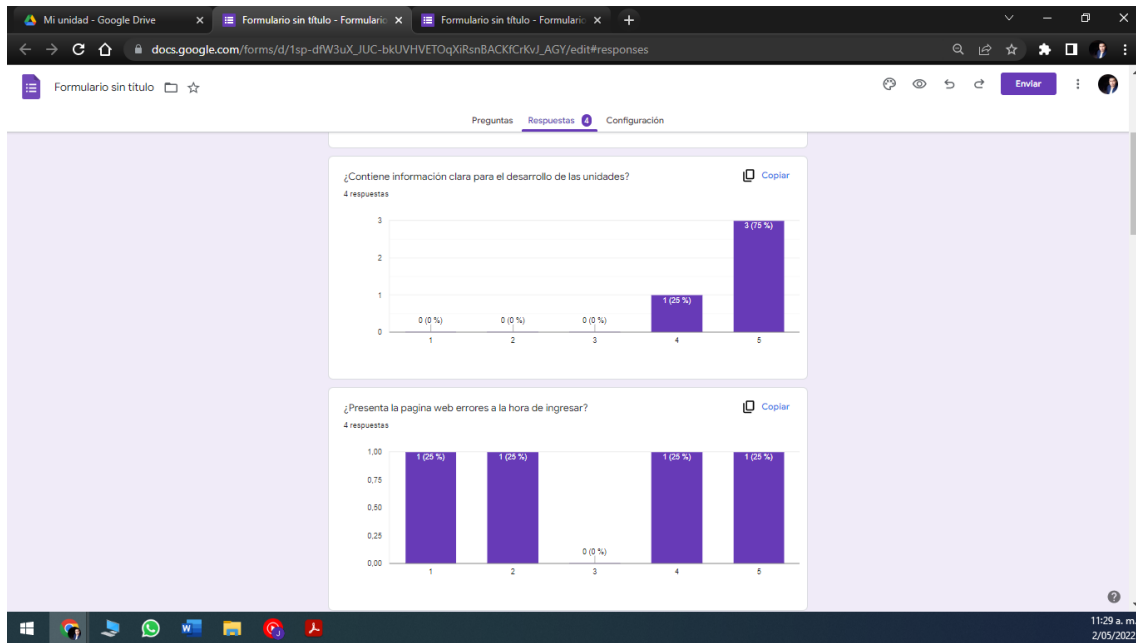 Mi unidad - Google Drive
Formulario sin título - Formulario
Formulario sin título - Formulario
docs.google.com/forms/d/1sp-dfW3uX_JUC-bkUVHVETOqXiRsnBACKfCrKvJ_AGY/edit#responses
Formulario sin título
Enviar
Preguntas Respuestas 4 Configuración
¿Contiene información clara para el desarrollo de las unidades?
Copiar
4 respuestas
3
2
1
0
0 (0 %) 0 (0 %) 0 (0 %) 1 (25 %) 3 (75 %)
1 2 3 4 5
¿Presenta la pagina web errores a la hora de ingresar?
Copiar
4 respuestas
1,00
0,75
0,50
0,25
0,00
1 (25 %) 1 (25 %) 0 (0 %) 1 (25 %) 1 (25 %)
1 2 3 4 5
11:29 a. m.
2/05/2022